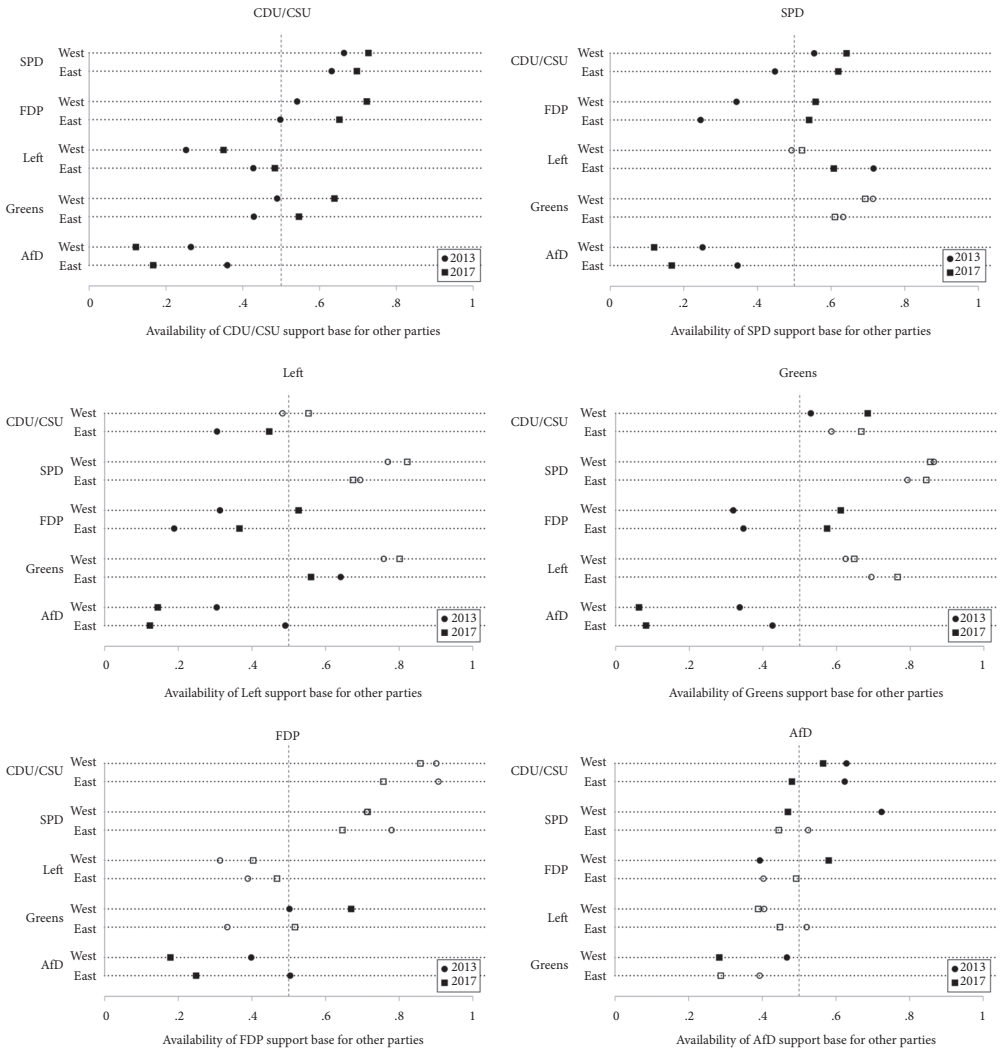 CDU/CSU
SPD
West
East
FDP
West
East
Left
West
East
Greens
West
East
AfD
West
East
2013
2017
0 .2 .4 .6 .8 1
Availability of CDU/CSU support base for other parties
SPD
CDU/CSU
West
East
FDP
West
East
Left
West
East
Greens
West
East
AfD
West
East
2013
2017
0 .2 .4 .6 .8 1
Availability of SPD support base for other parties
Left
CDU/CSU
West
East
SPD
West
East
FDP
West
East
Greens
West
East
AfD
West
East
2013
2017
0 .2 .4 .6 .8 1
Availability of Left support base for other parties
Greens
CDU/CSU
West
East
SPD
West
East
FDP
West
East
Left
West
East
AfD
West
East
2013
2017
0 .2 .4 .6 .8 1
Availability of Greens support base for other parties
FDP
CDU/CSU
West
East
SPD
West
East
Left
West
East
Greens
West
East
AfD
West
East
2013
2017
0 .2 .4 .6 .8 1
Availability of FDP support base for other parties
AfD
CDU/CSU
West
East
SPD
West
East
FDP
West
East
Left
West
East
Greens
West
East
2013
2017
0 .2 .4 .6 .8 1
Availability of AfD support base for other parties